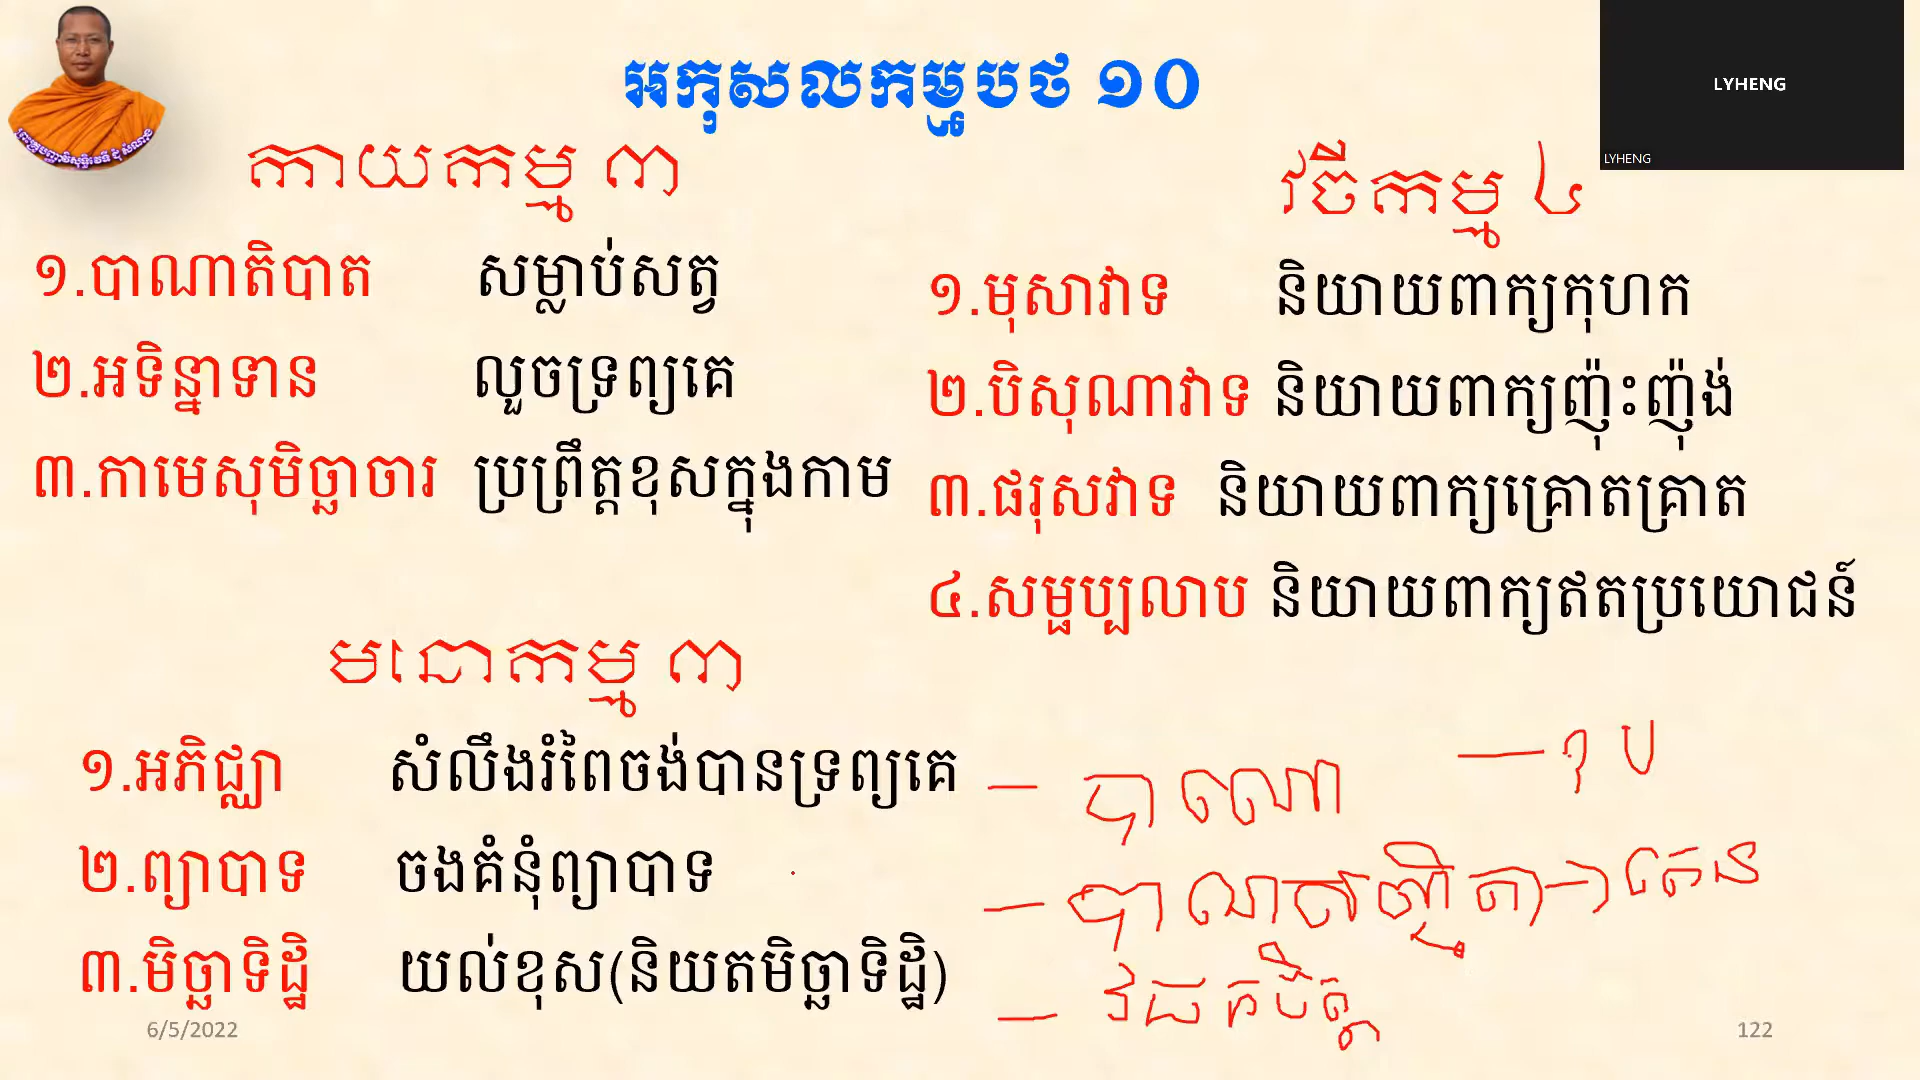 អកុសលកម្មបថ ១០
LYHENG
LYHENG
កាយកម្ម ៣
១.បាណាតិបាត សម្លាប់សត្វ
២.អទិន្នាទាន លួចទ្រព្យគេ
៣.កាមេសុមិច្ឆាចារ ប្រព្រឹត្តខុសក្នុងកាម
វចីកម្ម ៤
១.មុសាវាទ និយាយពាក្យកុហក
២.បិសុណាវាទ និយាយពាក្យញ៉ុះញ៉ុង់
៣.ផរុសវាទ និយាយពាក្យគ្រោតគ្រាត
៤.សម្ផប្បលាប និយាយពាក្យឥតប្រយោជន៍
មនោកម្ម ៣
១.អភិជ្ឈា សំលឹងរំពៃចង់បានទ្រព្យគេ
២.ព្យាបាទ ចងគំនុំព្យាបាទ
៣.មិច្ឆាទិដ្ឋិ យល់ខុស(និយតមិច្ឆាទិដ្ឋិ)
— បាណោ
— វធកចិត្ត
6/5/2022
122